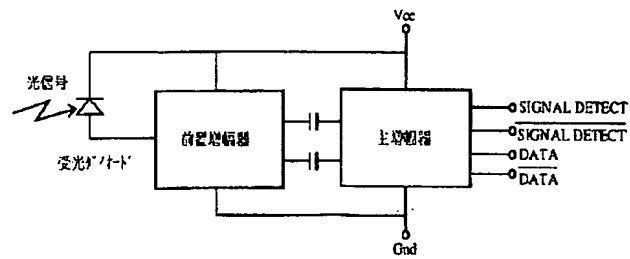 Vcc
光信号
受光ダイオード
前置増幅器
主増幅器
SIGNAL DETECT
SIGNAL DETECT
DATA
DATA
Gnd